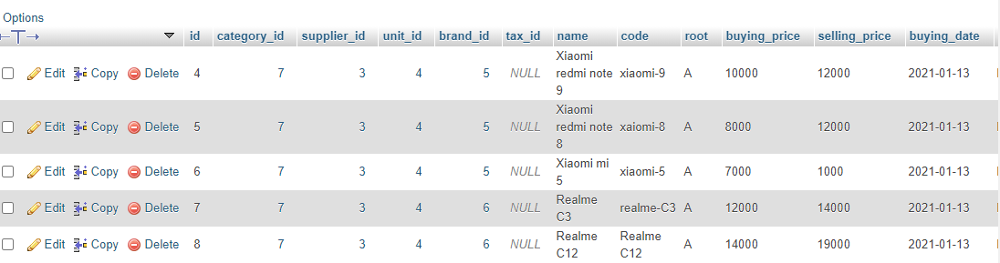 Options
id category_id supplier_id unit_id brand_id tax_id name code root buying_price selling_price buying_date
Edit Copy Delete 4 7 3 4 5 NULL Xiaomi redmi note 9 xiaomi-9 A 10000 12000 2021-01-13
Edit Copy Delete 5 7 3 4 5 NULL Xiaomi redmi note 8 xaiomi-8 A 8000 12000 2021-01-13
Edit Copy Delete 6 7 3 4 5 NULL Xiaomi mi 5 xiaomi-5 A 7000 1000 2021-01-13
Edit Copy Delete 7 7 3 4 6 NULL Realme C3 realme-C3 A 12000 14000 2021-01-13
Edit Copy Delete 8 7 3 4 6 NULL Realme C12 Realme C12 A 14000 19000 2021-01-13